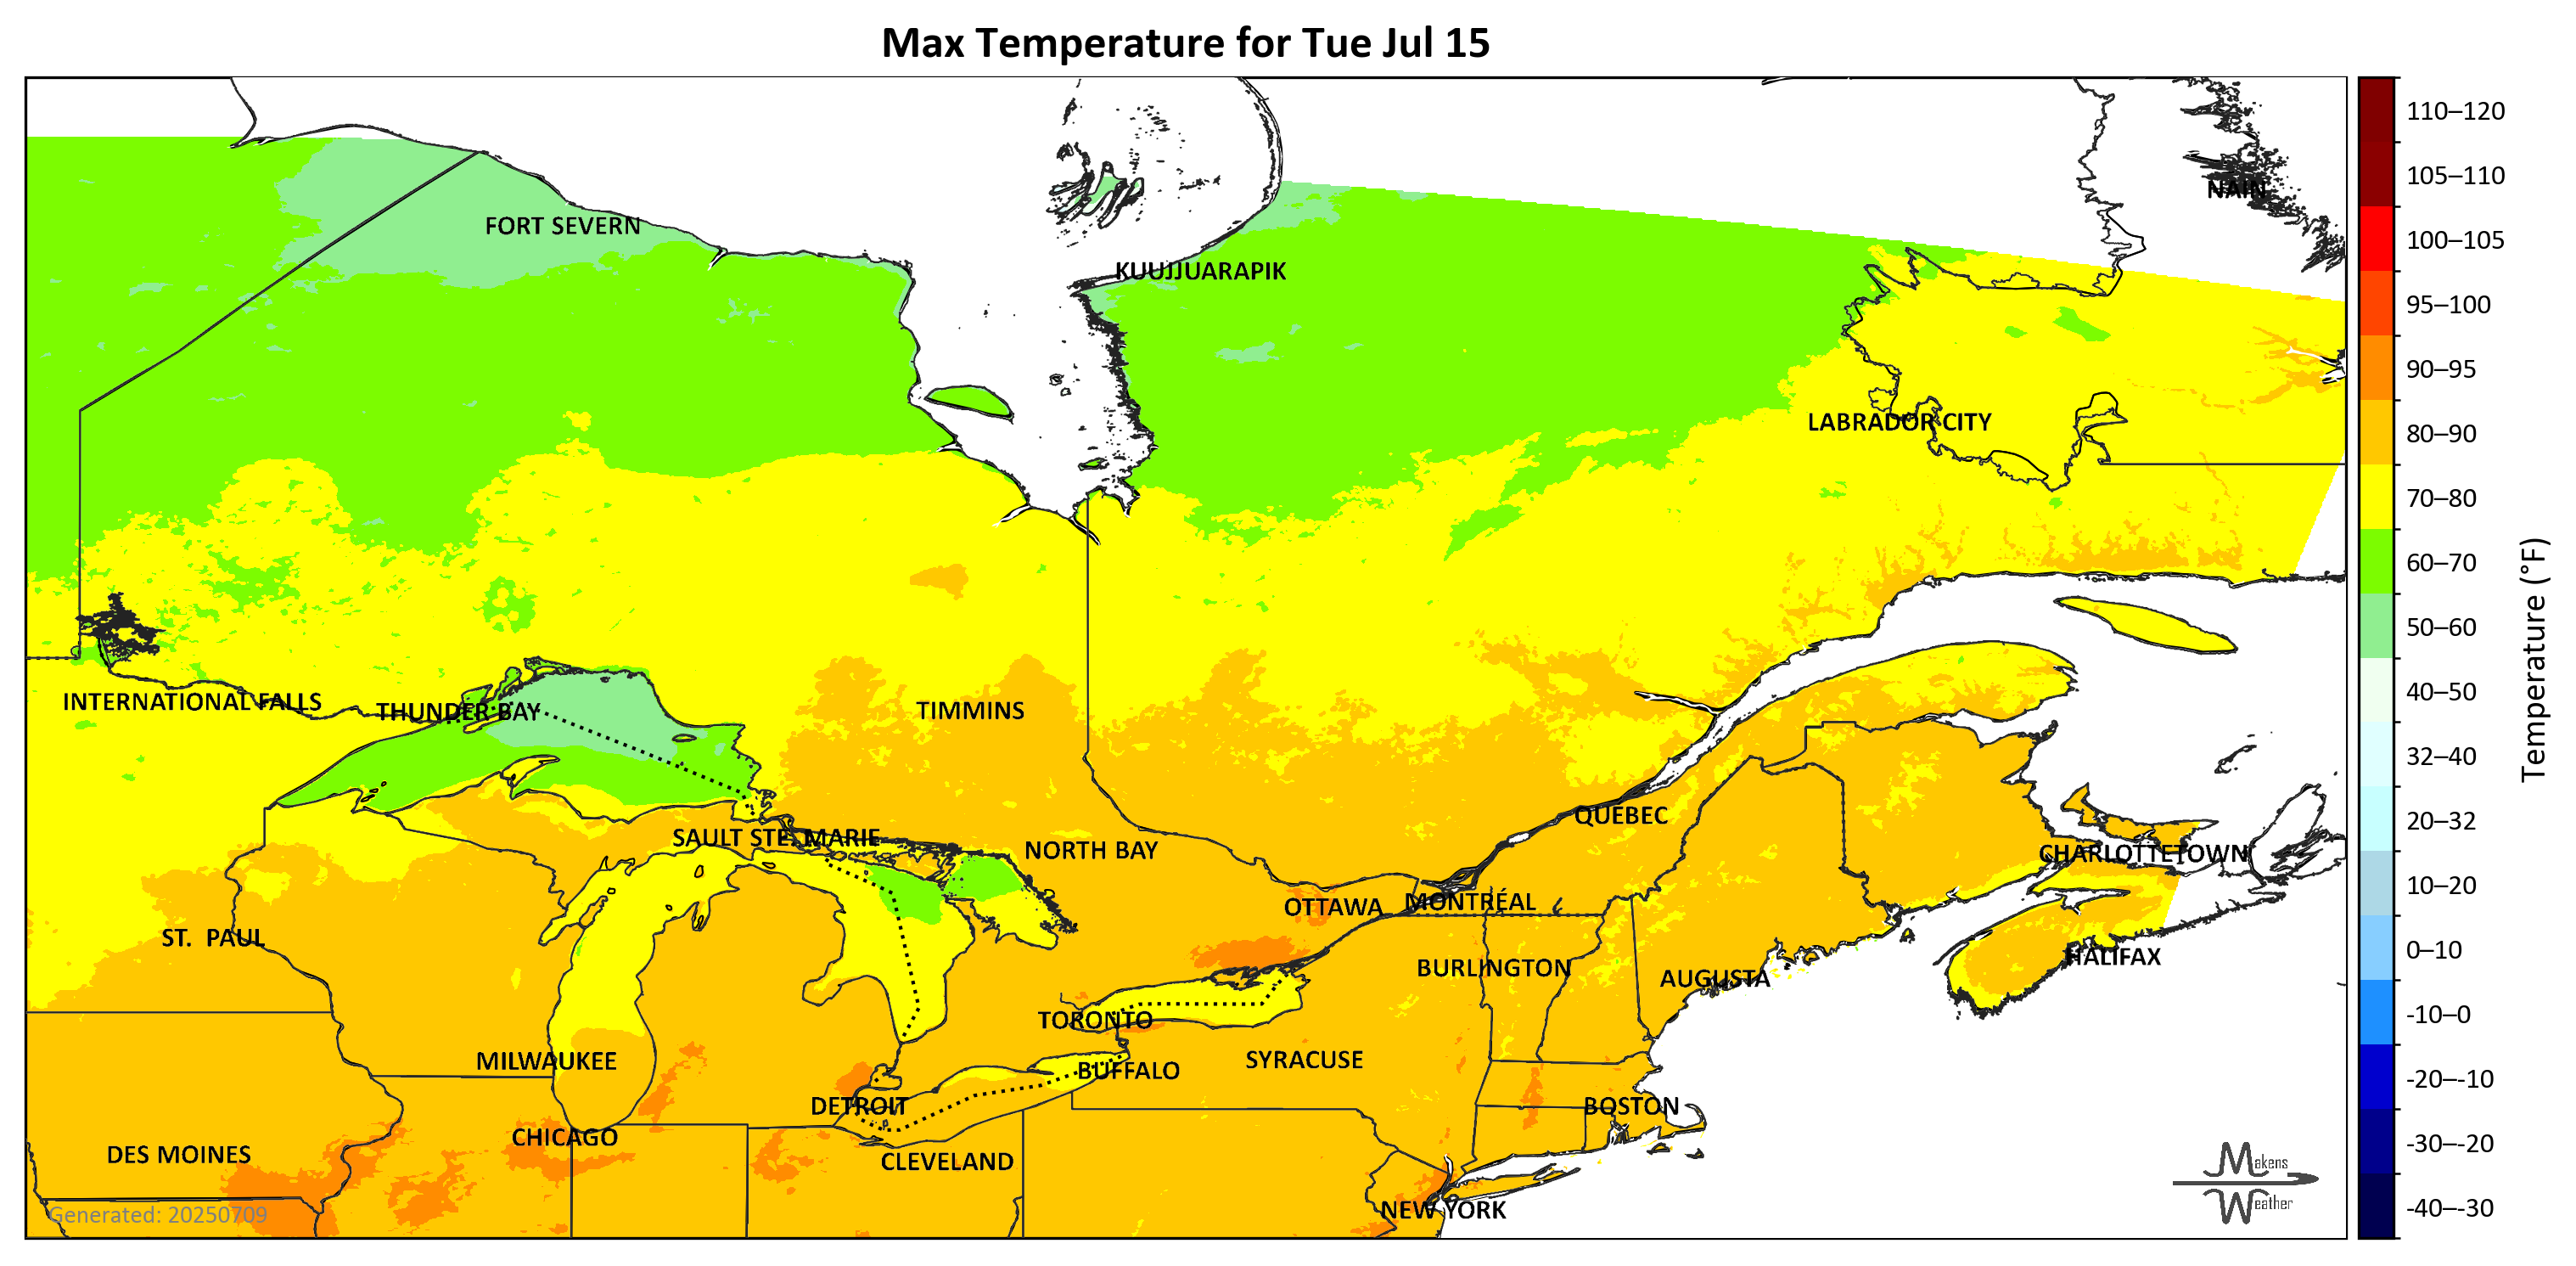 Max Temperature for Tue Jul 15
NAIN
FORT SEVERN
KUUJJUARAPIK
LABRADOR CITY
INTERNATIONAL FALLS
THUNDER BAY
TIMMINS
QUÉBEC
SAULT STE. MARIE
NORTH BAY
CHARLOTTETOWN
OTTAWA
MONTRÉAL
ST. PAUL
HALIFAX
BURLINGTON
AUGUSTA
TORONTO
MILWAUKEE
BUFFALO
SYRACUSE
DETROIT
BOSTON
CHICAGO
DES MOINES
CLEVELAND
NEW YORK
Generated: 20250709
Makens
Weather
110–120
105–110
100–105
95–100
90–95
80–90
70–80
60–70
50–60
40–50
32–40
20–32
10–20
0–10
-10–0
-20–-10
-30–-20
-40–-30
Temperature (°F)